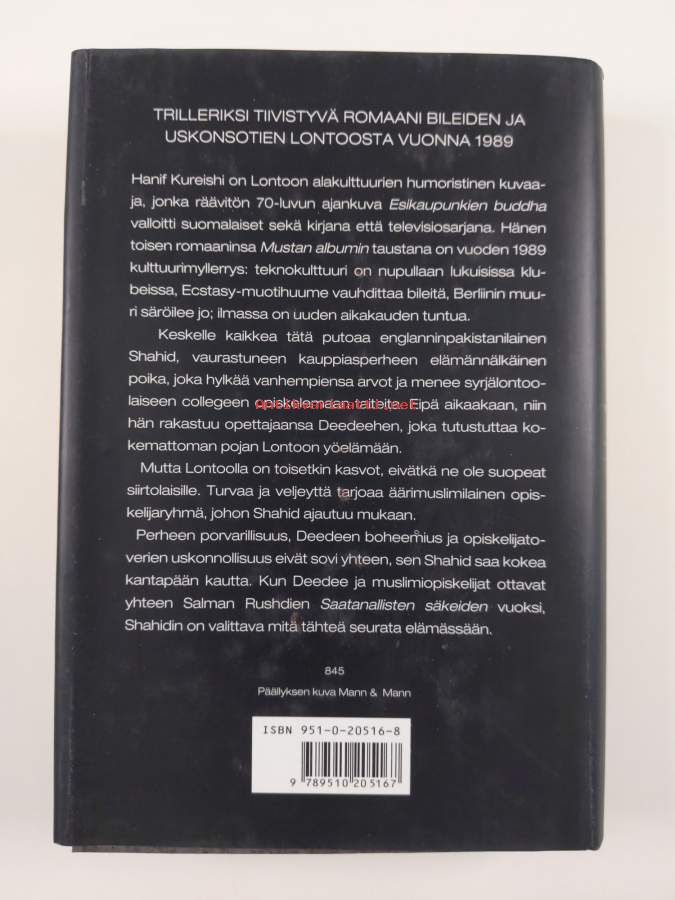 TRILLERIKSI TIIVISTYVÄ ROMAANI BILEIDEN JA
USKONSOTIEN LONTOOSTA VUONNA 1989
Hanif Kureishi on Lontoon alakulttuurien humoristinen kuvaa-
ja, jonka räävitön 70-luvun ajankuva Esikaupunkien buddha
valloitti suomalaiset sekä kirjana että televisiosarjana. Hänen
toisen romaaninsa Mustan albumin taustana on vuoden 1989
kulttuurimyllerrys: teknokulttuuri on nupullaan lukuisissa klu-
beissa, Ecstasy-muotihuume vauhdittaa bileitä, Berliinin muu-
ri säröilee jo; ilmassa on uuden aikakauden tuntua.
Keskelle kaikkea tätä putoaa englanninpakistanilainen
Shahid, vaurastuneen kauppiasperheen elämännälkäinen
poika, joka hylkää vanhempiensa arvot ja menee syrjälontoo-
laiseen collegeen opiskelemaan taiteita. Eipä aikaakaan, niin
hän rakastuu opettajaansa Deedeehen, joka tutustuttaa ko-
kemattoman pojan Lontoon yöelämään.
Mutta Lontoolla on toisetkin kasvot, eivätkä ne ole suopeat
siirtolaisille. Turvaa ja veljeyttä tarjoaa äärimuslimilainen opis-
kelijaryhmä, johon Shahid ajautuu mukaan.
Perheen porvarillisuus, Deedeen boheemius ja opiskelijato-
verien uskonnollisuus eivät sovi yhteen, sen Shahid saa kokea
kantapään kautta. Kun Deedee ja muslimiopiskelijat ottavat
yhteen Salman Rushdien Saatanallisten säkeiden vuoksi,
Shahidin on valittava mitä tähteä seurata elämässään.
845
Päällyksen kuva Mann & Mann
ISBN 951-0-20516-8
9 789510 205167